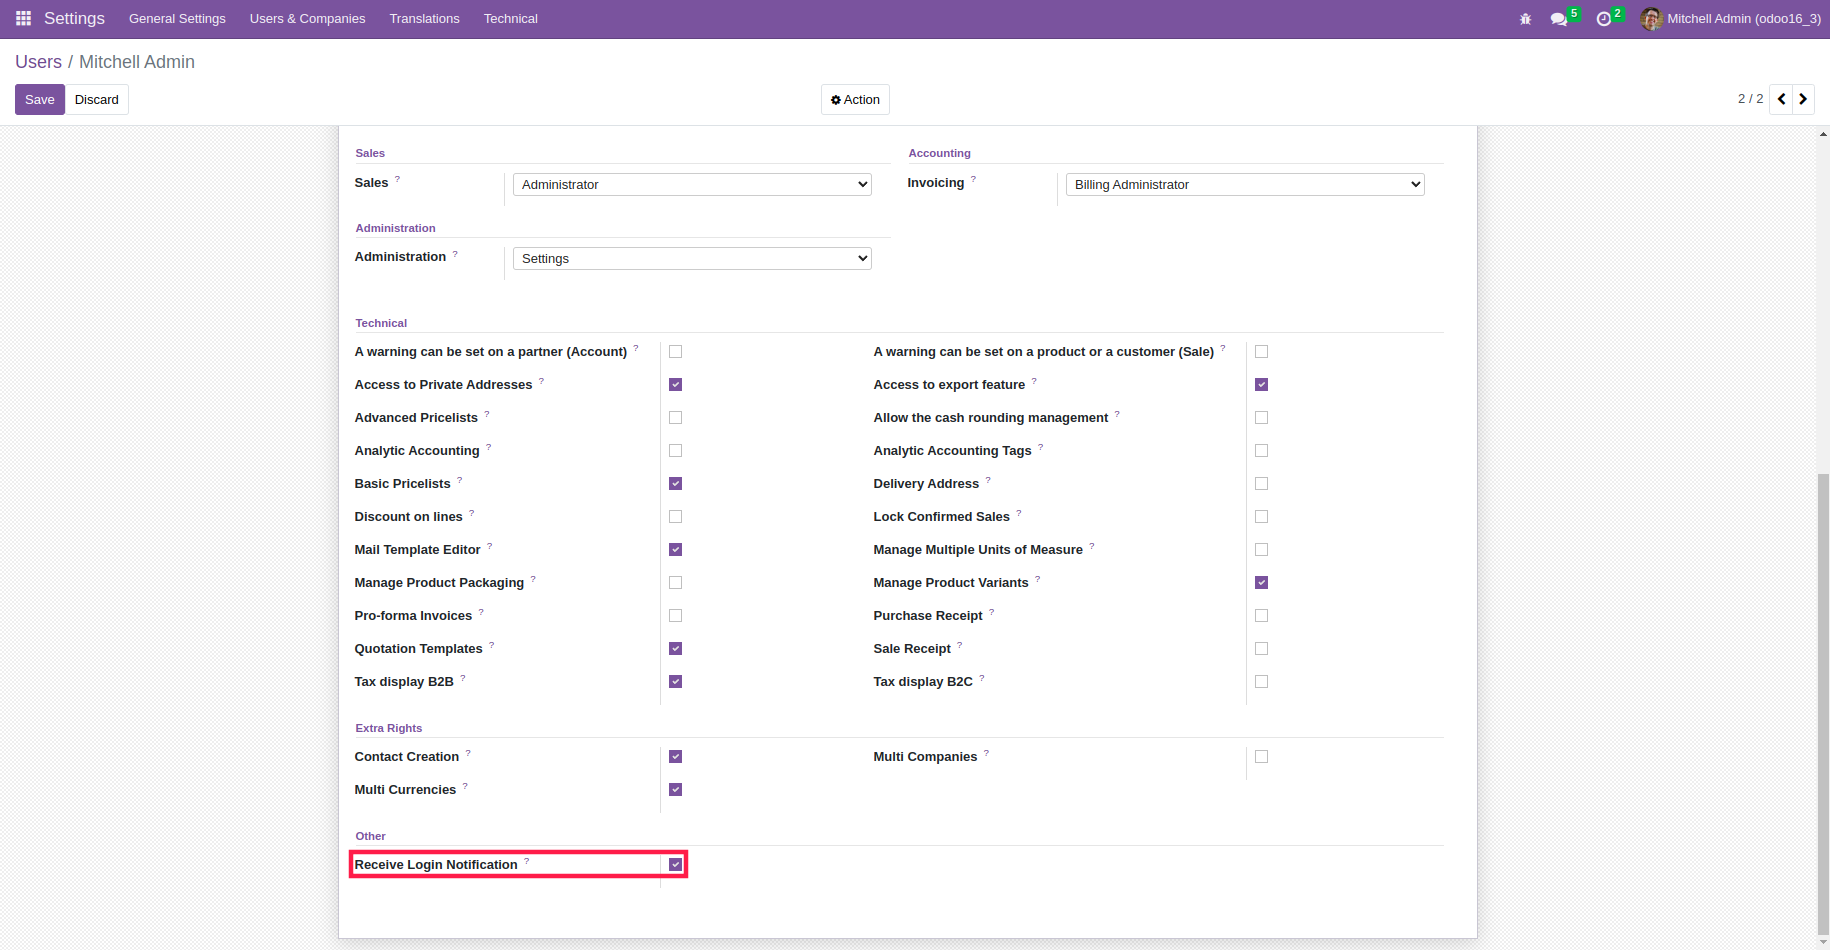 Settings General Settings Users & Companies Translations Technical 5 2 Mitchell Admin (odoo16_3)
Users / Mitchell Admin
Save Discard Action 2 / 2
Sales Accounting
Sales ? Administrator Invoicing ? Billing Administrator
Administration
Administration ? Settings
Technical
A warning can be set on a partner (Account) ? A warning can be set on a product or a customer (Sale) ?
Access to Private Addresses ? Access to export feature ?
Advanced Pricelists ? Allow the cash rounding management ?
Analytic Accounting ? Analytic Accounting Tags ?
Basic Pricelists ? Delivery Address ?
Discount on lines ? Lock Confirmed Sales ?
Mail Template Editor ? Manage Multiple Units of Measure ?
Manage Product Packaging ? Manage Product Variants ?
Pro-forma Invoices ? Purchase Receipt ?
Quotation Templates ? Sale Receipt ?
Tax display B2B ? Tax display B2C ?
Extra Rights
Contact Creation ? Multi Companies ?
Multi Currencies ?
Other
Receive Login Notification ?